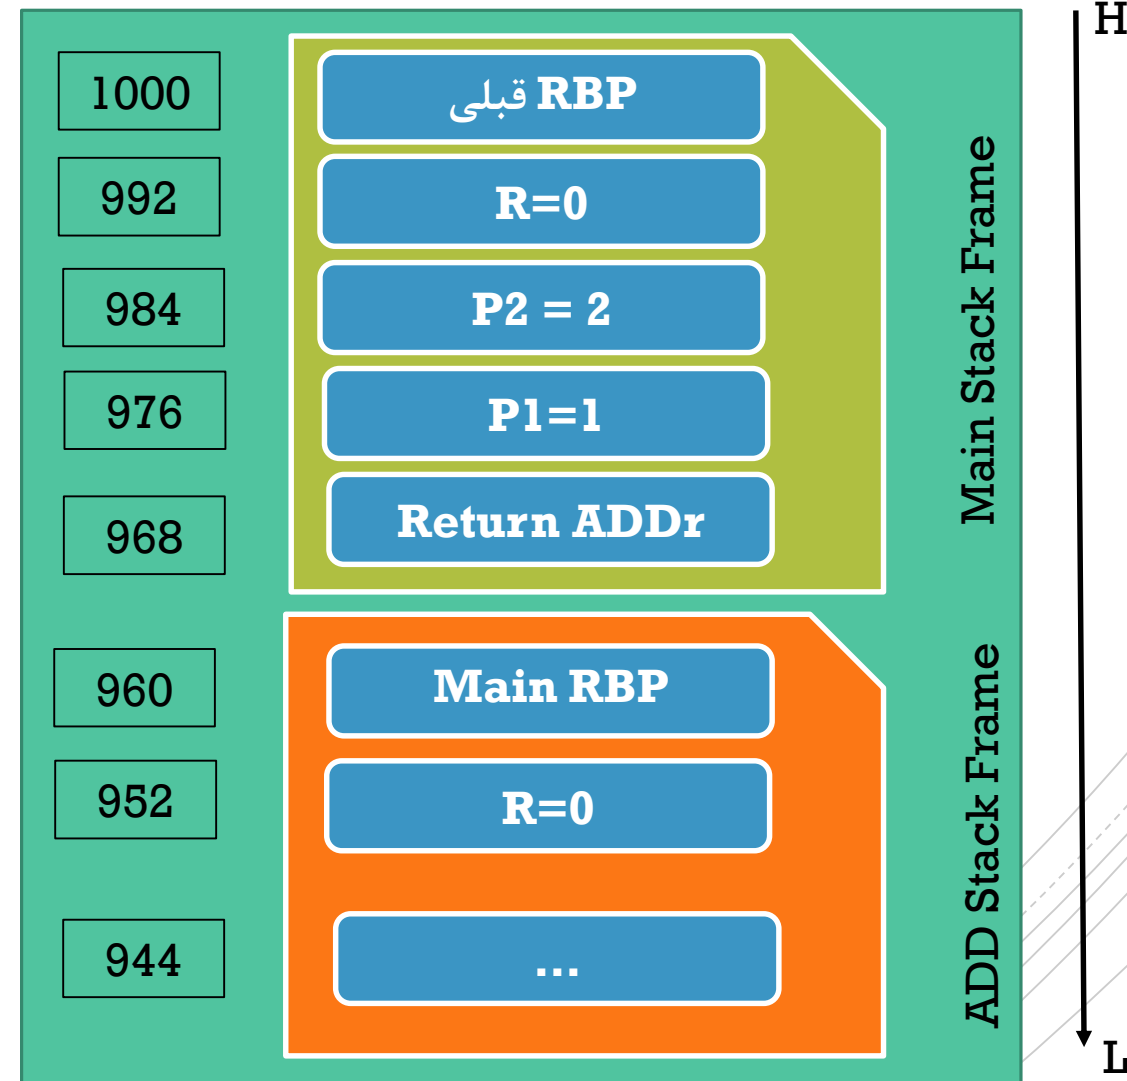 H
1000
RBP قبلی
992
R=0
984
P2 = 2
976
P1=1
968
Return ADDr
Main Stack Frame
960
Main RBP
952
R=0
944
...
ADD Stack Frame
L